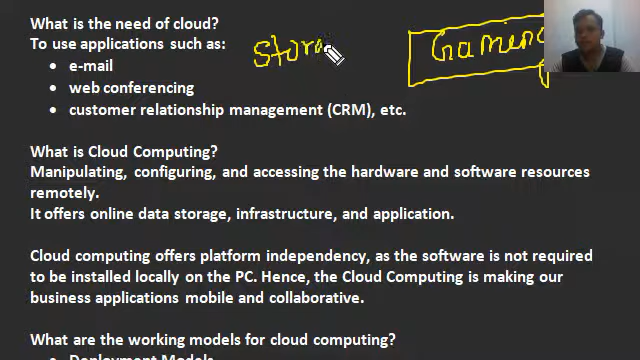 What is the need of cloud?
To use applications such as:
• e-mail
• web conferencing
• customer relationship management (CRM), etc.
What is Cloud Computing?
Manipulating, configuring, and accessing the hardware and software resources
remotely.
It offers online data storage, infrastructure, and application.
Cloud computing offers platform independency, as the software is not required
to be installed locally on the PC. Hence, the Cloud Computing is making our
business applications mobile and collaborative.
What are the working models for cloud computing?
• Deployment Models